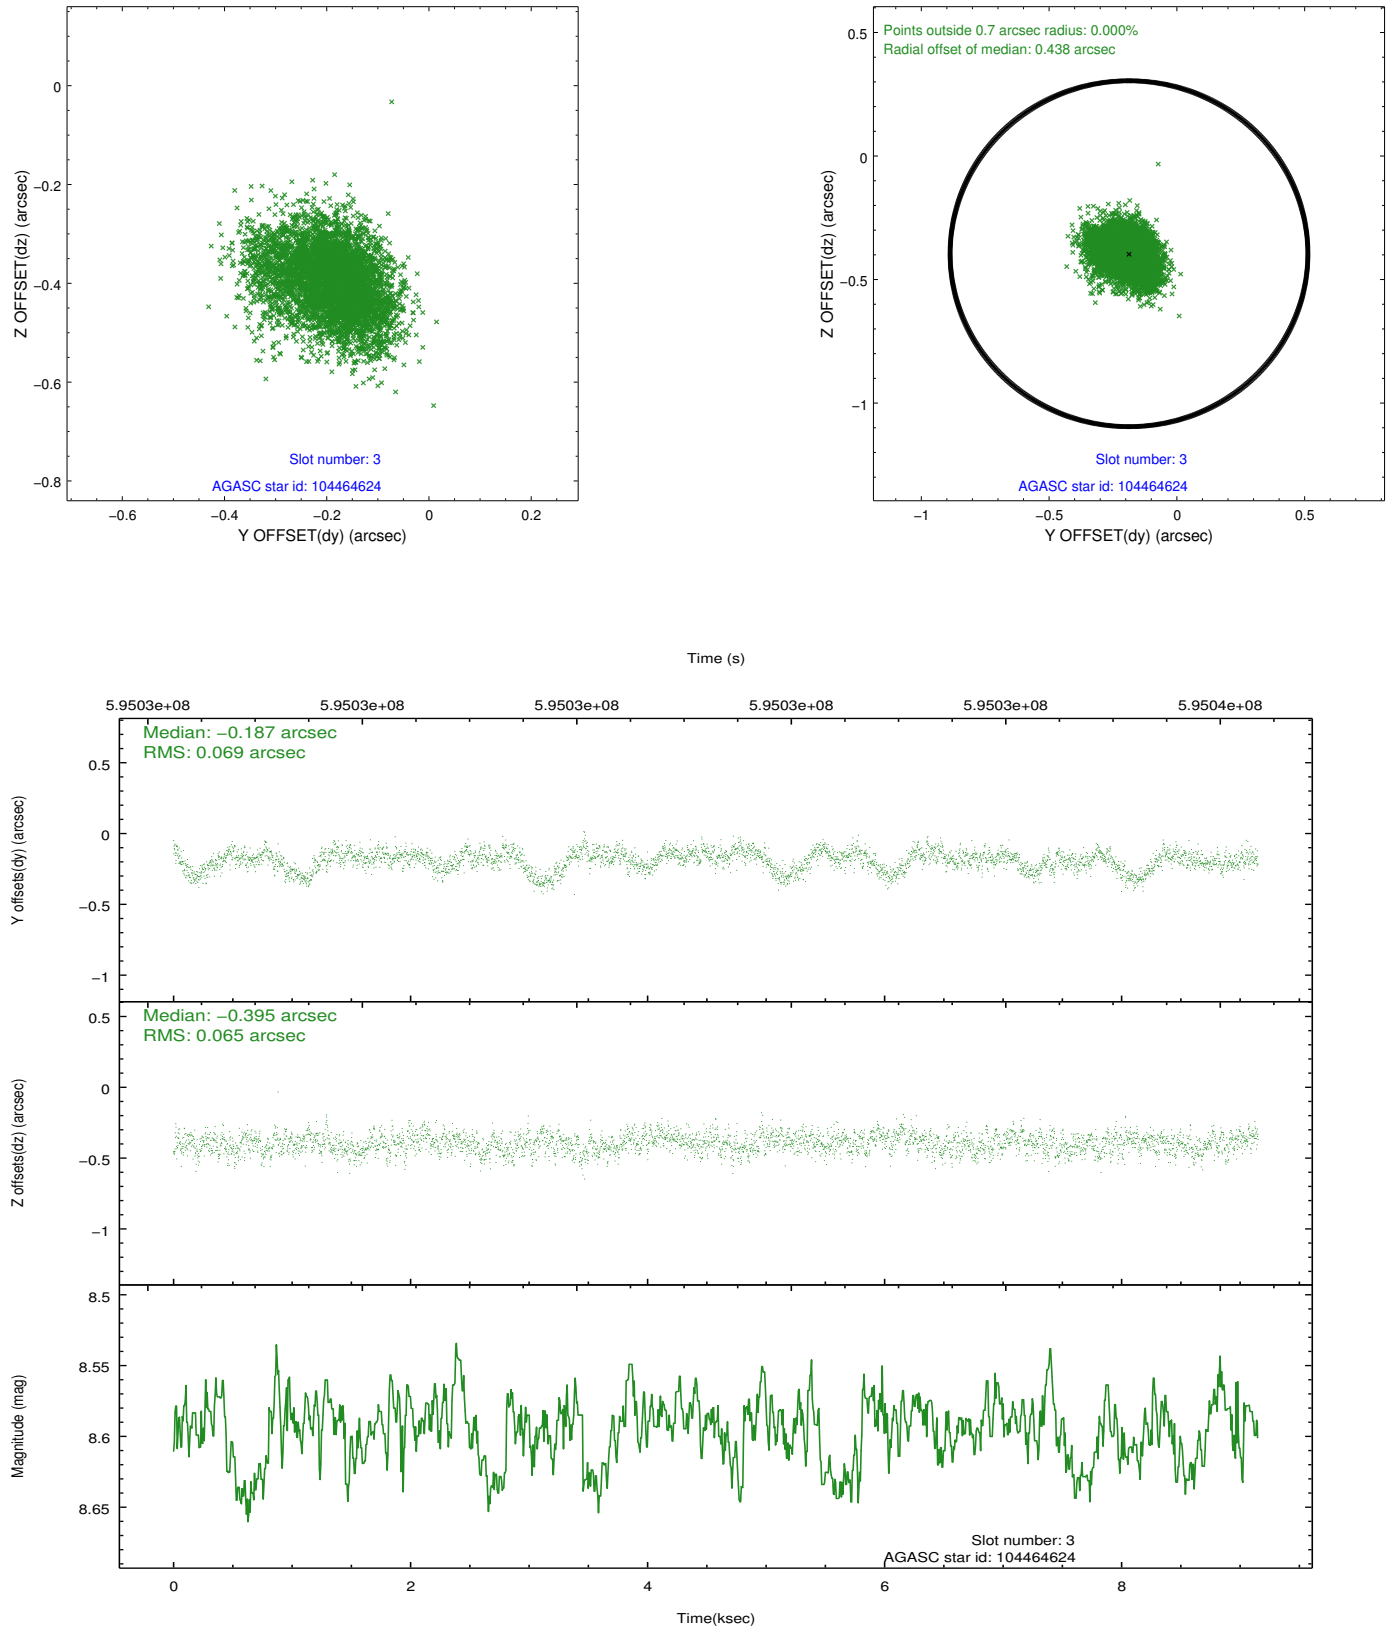 0
−0.2
−0.4
−0.6
−0.8
Z OFFSET(dz) (arcsec)
Slot number: 3
AGASC star id: 104464624
−0.6
−0.4
−0.2
0
0.2
Y OFFSET(dy) (arcsec)
Points outside 0.7 arcsec radius: 0.000%
Radial offset of median: 0.438 arcsec
0.5
0
−0.5
−1
Z OFFSET(dz) (arcsec)
Slot number: 3
AGASC star id: 104464624
−1
−0.5
0
0.5
Y OFFSET(dy) (arcsec)
Time (s)
5.9503e+08
5.9503e+08
5.9503e+08
5.9503e+08
5.9503e+08
5.9504e+08
Median: −0.187 arcsec
RMS: 0.069 arcsec
0.5
0
−0.5
−1
Y offsets(dy) (arcsec)
Median: −0.395 arcsec
RMS: 0.065 arcsec
0.5
0
−0.5
−1
Z offsets(dz) (arcsec)
8.5
8.55
8.6
8.65
Magnitude (mag)
Slot number: 3
AGASC star id: 104464624
0
2
4
6
8
Time(ksec)